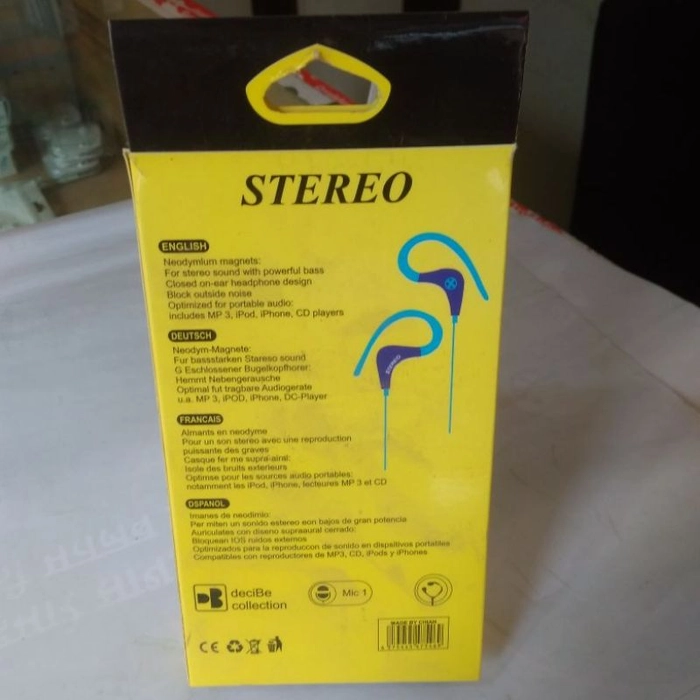 STEREO
ENGLISH
Neodymium magnets:
For stereo sound with powerful bass
Closed on-ear headphone design
Block outside noise
Optimized for portable audio:
includes MP 3, iPod, iPhone, CD players
DEUTSCH
Neodym-Magnete:
Fur bassstarken Stareso sound
G Eschlossener Bugelkopfhorer:
Hemmt Nebengerausche
Optimal fut tragbare Audiogerate
u.a. MP 3, iPOD, iPhone, DC-Player
FRANCAIS
Aimants en neodyme
Pour un son stereo avec une reproduction
puissante des graves
Casque fer me supra-airal:
Isole des bruits exterieurs
Optimse pour les sources audio portables:
notamment les iPod, iPhone, lecteures MP 3 et CD
DSPANOL
Imanes de neodimio:
Per miten un sonido estereo eon bajos de gran potencia
Auriculates con diseno supraaural cerrado:
Bloquean IOS ruidos externos
Optimizados para la reproduccon de sonido en dispsitivos portatiles
Compatibles con reproductores de MP3, CD, iPods y iPhones
STEREO
deciBe
collection
Mic 1
CE
MADE BY CHINA